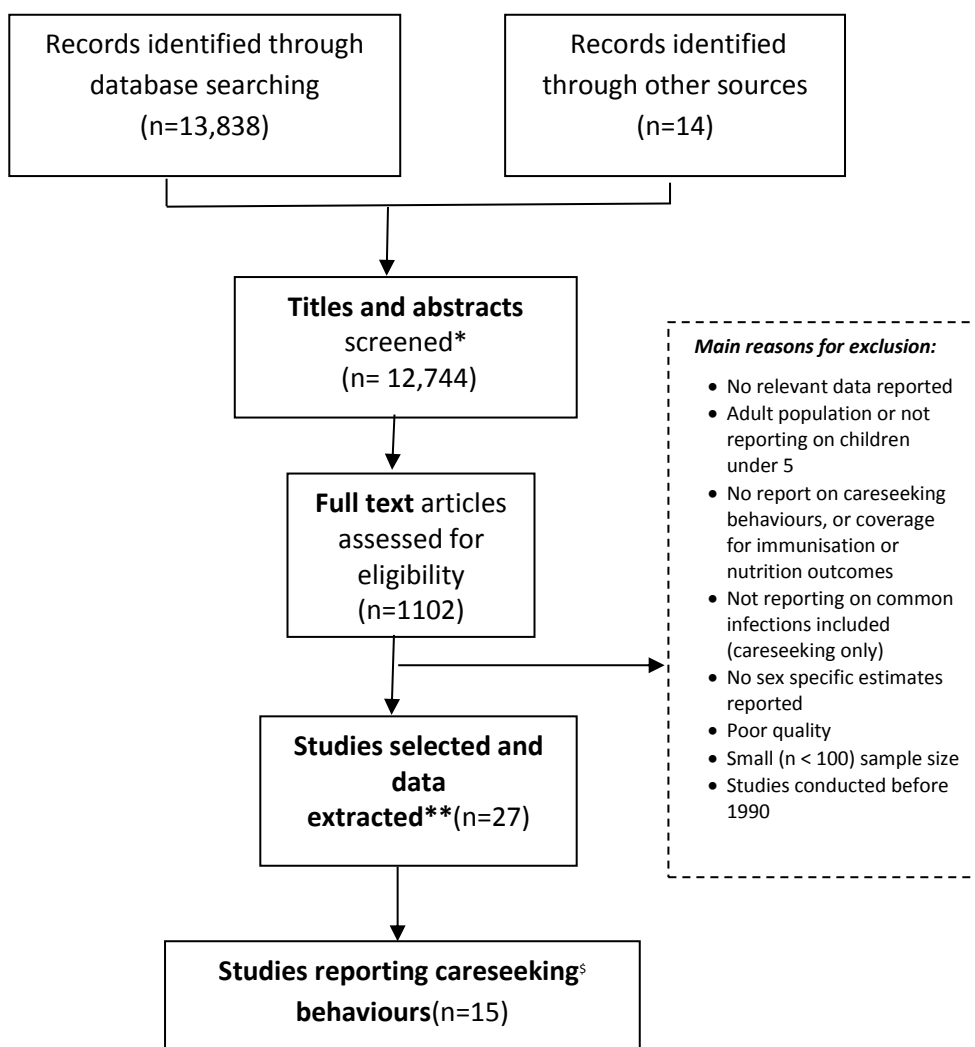 Records identified through
database searching
(n=13,838)
Records identified
through other sources
(n=14)
Titles and abstracts
screened*
(n= 12,744)
Full text articles
assessed for
eligibility
(n=1102)
Main reasons for exclusion:
• No relevant data reported
• Adult population or not
reporting on children
under 5
• No report on careseeking
behaviours, or coverage
for immunisation or
nutrition outcomes
• Not reporting on common
infections included
(careseeking only)
• No sex specific estimates
reported
• Poor quality
• Small (n < 100) sample size
• Studies conducted before
1990
Studies selected and
data
extracted**(n=27)
Studies reporting careseeking$
behaviours(n=15)